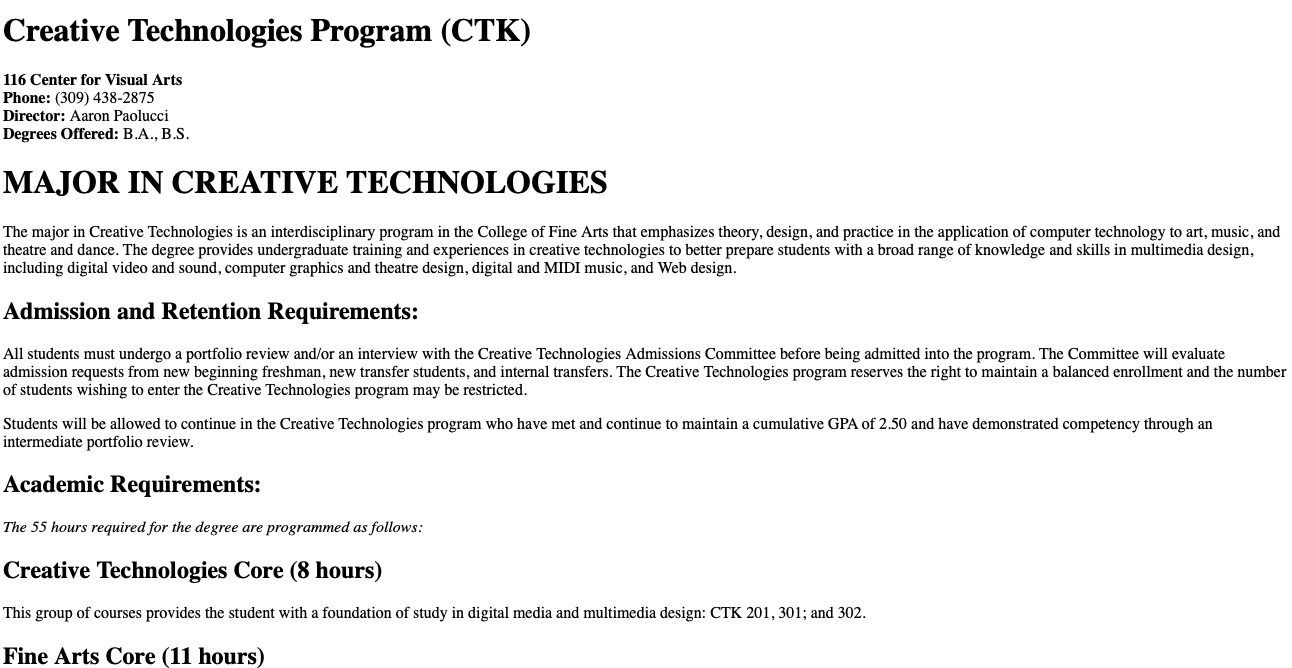 Creative Technologies Program (CTK)
116 Center for Visual Arts
Phone: (309) 438-2875
Director: Aaron Paolucci
Degrees Offered: B.A., B.S.
MAJOR IN CREATIVE TECHNOLOGIES
The major in Creative Technologies is an interdisciplinary program in the College of Fine Arts that emphasizes theory, design, and practice in the application of computer technology to art, music, and
theatre and dance. The degree provides undergraduate training and experiences in creative technologies to better prepare students with a broad range of knowledge and skills in multimedia design,
including digital video and sound, computer graphics and theatre design, digital and MIDI music, and Web design.
Admission and Retention Requirements:
All students must undergo a portfolio review and/or an interview with the Creative Technologies Admissions Committee before being admitted into the program. The Committee will evaluate
admission requests from new beginning freshman, new transfer students, and internal transfers. The Creative Technologies program reserves the right to maintain a balanced enrollment and the number
of students wishing to enter the Creative Technologies program may be restricted.
Students will be allowed to continue in the Creative Technologies program who have met and continue to maintain a cumulative GPA of 2.50 and have demonstrated competency through an
intermediate portfolio review.
Academic Requirements:
The 55 hours required for the degree are programmed as follows:
Creative Technologies Core (8 hours)
This group of courses provides the student with a foundation of study in digital media and multimedia design: CTK 201, 301; and 302.
Fine Arts Core (11 hours)